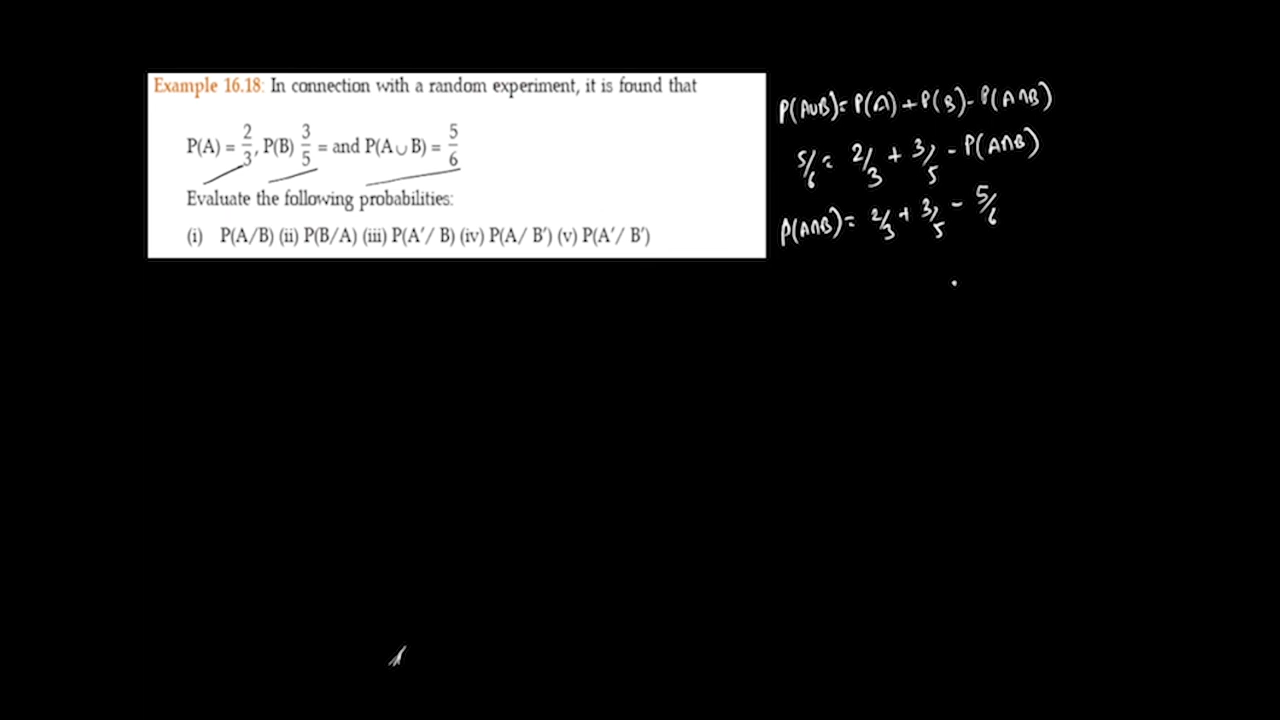 Example 16.18: In connection with a random experiment, it is found that
P(A) = 2/3, P(B) 3/5 = and P(A∪B) = 5/6
Evaluate the following probabilities:
(i) P(A/B) (ii) P(B/A) (iii) P(A′/ B) (iv) P(A/ B′) (v) P(A′/ B′)
P(A∪B)= P(A) + P(B) - P(A∩B)
5/6 = 2/3 + 3/5 - P(A∩B)
P(A∩B) = 2/3 + 3/5 - 5/6